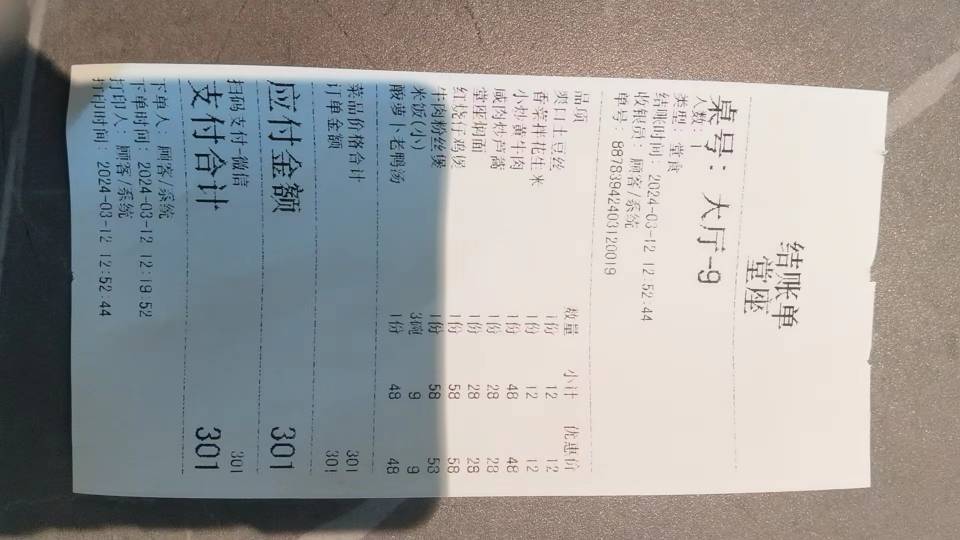 结账单
堂座
桌号: 大厅-9
人数: 1
类型: 堂食
结账时间: 2024-03-12 12:52:44
收银员: 顾客/系统
单号: 88783942403120019
品项 数量 小计 优惠价
爽口土豆丝 1份 12 12
香菜拌花生米 1份 12 12
小炒黄牛肉 1份 48 48
咸肉炒芦蒿 1份 28 28
堂座焖面 1份 28 28
红烧仔鸡煲 1份 58 58
牛肉粉丝煲 1份 58 58
米饭(小) 3碗 9 9
酸萝卜老鸭汤 1份 48 48
菜品价格合计 301
订单金额 301
应付金额 301
扫码支付-微信 301
支付合计 301
下单人: 顾客/系统
下单时间: 2024-03-12 12:19:52
打印人: 顾客/系统
打印时间: 2024-03-12 12:52:44